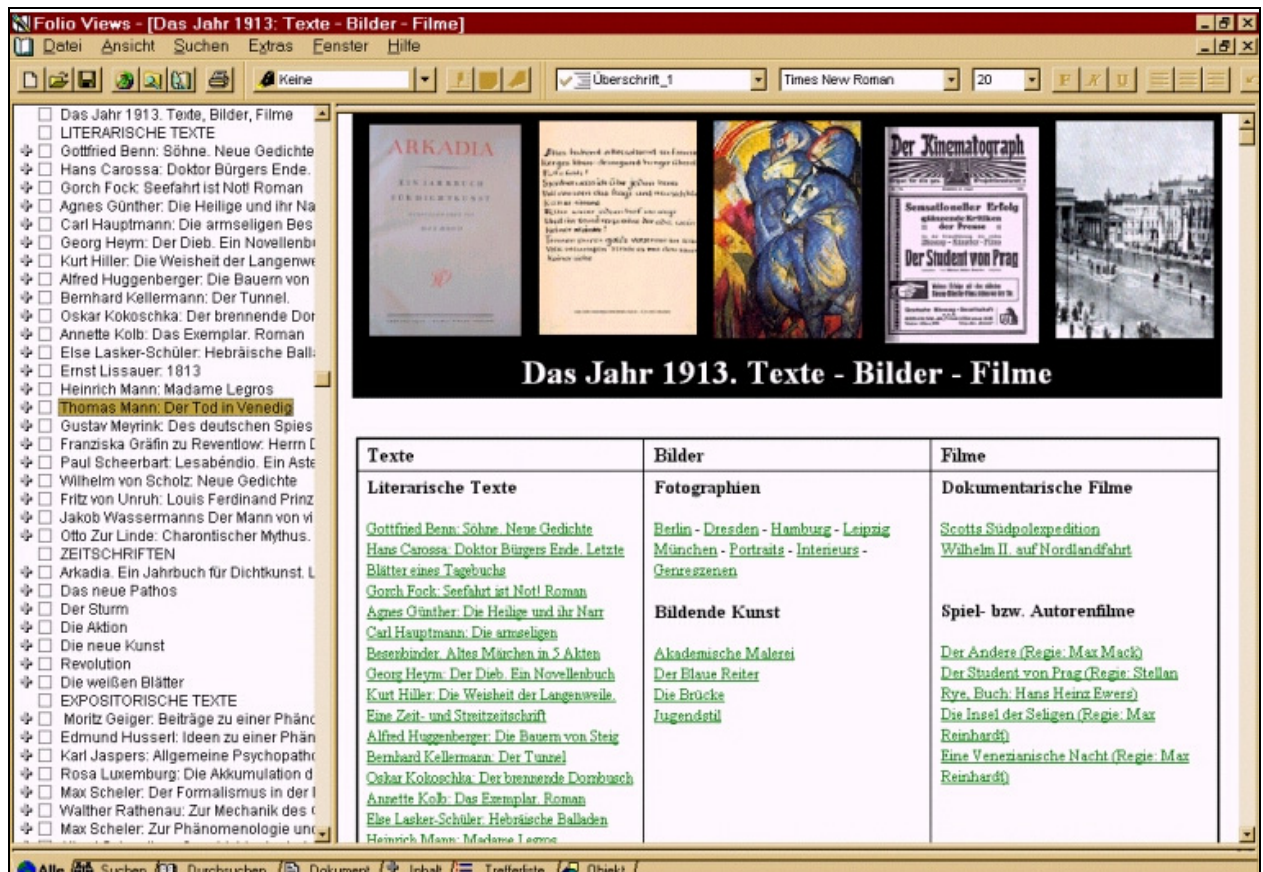 Folio Views - [Das Jahr 1913: Texte - Bilder - Filme]
Datei Ansicht Suchen Extras Fenster Hilfe
Keine Überschrift_1 Times New Roman 20 F K U
Das Jahr 1913. Texte, Bilder, Filme
LITERARISCHE TEXTE
Gottfried Benn: Söhne. Neue Gedichte
Hans Carossa: Doktor Bürgers Ende.
Gorch Fock: Seefahrt ist Not! Roman
Agnes Günther: Die Heilige und ihr Na
Carl Hauptmann: Die armseligen Bes
Georg Heym: Der Dieb. Ein Novellenb
Kurt Hiller: Die Weisheit der Langenwe
Alfred Huggenberger: Die Bauern von
Bernhard Kellermann: Der Tunnel.
Oskar Kokoschka: Der brennende Dor
Annette Kolb: Das Exemplar. Roman
Else Lasker-Schüler: Hebräische Ball
Ernst Lissauer: 1813
Heinrich Mann: Madame Legros
Thomas Mann: Der Tod in Venedig
Gustav Meyrink: Des deutschen Spies
Franziska Gräfin zu Reventlow: Herrn D
Paul Scheerbart: Lesabéndio. Ein Aste
Wilhelm von Scholz: Neue Gedichte
Fritz von Unruh: Louis Ferdinand Prinz
Jakob Wassermanns Der Mann von vi
Otto Zur Linde: Charontischer Mythus.
ZEITSCHRIFTEN
Arkadia. Ein Jahrbuch für Dichtkunst. L
Das neue Pathos
Der Sturm
Die Aktion
Die neue Kunst
Revolution
Die weißen Blätter
EXPOSITORISCHE TEXTE
Moritz Geiger: Beiträge zu einer Phäno
Edmund Husserl: Ideen zu einer Phän
Karl Jaspers: Allgemeine Psychopatho
Rosa Luxemburg: Die Akkumulation d
Max Scheler: Der Formalismus in der
Walther Rathenau: Zur Mechanik des
Max Scheler: Zur Phänomenologie und
ARKADIA
EIN JAHRBUCH
FÜR DICHTKUNST
Der Kinematograph
Sensationeller Erfolg
glänzende Kritiken
der Presse
Der Student von Prag
Das Jahr 1913. Texte - Bilder - Filme
Texte
Literarische Texte
Gottfried Benn: Söhne. Neue Gedichte
Hans Carossa: Doktor Bürgers Ende. Letzte
Blätter eines Tagebuchs
Gorch Fock: Seefahrt ist Not! Roman
Agnes Günther: Die Heilige und ihr Narr
Carl Hauptmann: Die armseligen
Besenbinder. Altes Märchen in 5 Akten
Georg Heym: Der Dieb. Ein Novellenbuch
Kurt Hiller: Die Weisheit der Langenweile.
Eine Zeit- und Streitzeitschrift
Alfred Huggenberger: Die Bauern von Steig
Bernhard Kellermann: Der Tunnel
Oskar Kokoschka: Der brennende Dornbusch
Annette Kolb: Das Exemplar. Roman
Else Lasker-Schüler: Hebräische Balladen
Heinrich Mann: Madame Legros
Bilder
Fotographien
Berlin - Dresden - Hamburg - Leipzig
München - Portraits - Interieurs -
Genreszenen
Bildende Kunst
Akademische Malerei
Der Blaue Reiter
Die Brücke
Jugendstil
Filme
Dokumentarische Filme
Scotts Südpolexpedition
Wilhelm II. auf Nordlandfahrt
Spiel- bzw. Autorenfilme
Der Andere (Regie: Max Mack)
Der Student von Prag (Regie: Stellan
Rye, Buch: Hans Heinz Ewers)
Die Insel der Seligen (Regie: Max
Reinhardt)
Eine Venezianische Nacht (Regie: Max
Reinhardt)
Alle Suchen Durchsuchen Dokument Inhalt Trefferliste Objekt